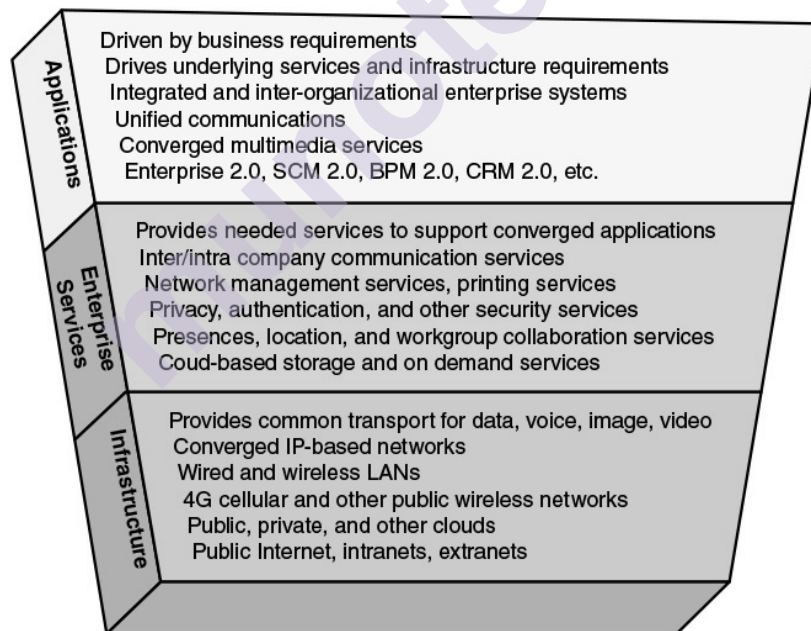 Applications
Driven by business requirements
Drives underlying services and infrastructure requirements
Integrated and inter-organizational enterprise systems
Unified communications
Converged multimedia services
Enterprise 2.0, SCM 2.0, BPM 2.0, CRM 2.0, etc.
Enterprise
Services
Provides needed services to support converged applications
Inter/intra company communication services
Network management services, printing services
Privacy, authentication, and other security services
Presences, location, and workgroup collaboration services
Coud-based storage and on demand services
Infrastructure
Provides common transport for data, voice, image, video
Converged IP-based networks
Wired and wireless LANs
4G cellular and other public wireless networks
Public, private, and other clouds
Public Internet, intranets, extranets
munote